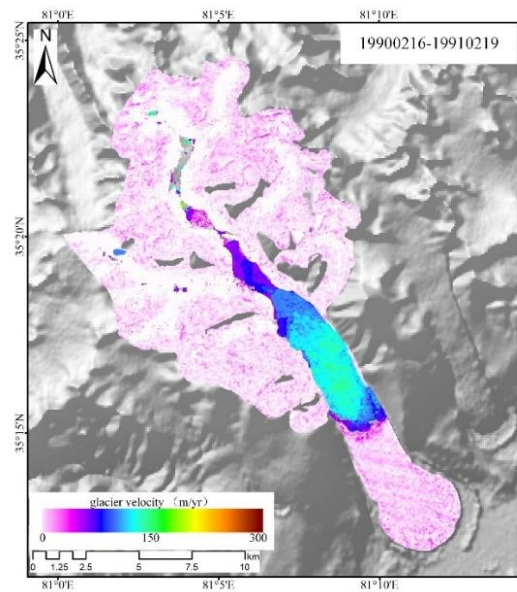 81°0′E 81°5′E 81°10′E
19900216-19910219
N
35°25′N
35°20′N
35°15′N
glacier velocity （m/yr）
0 150 300
0 1.25 2.5 5 7.5 10
km
81°0′E 81°5′E 81°10′E